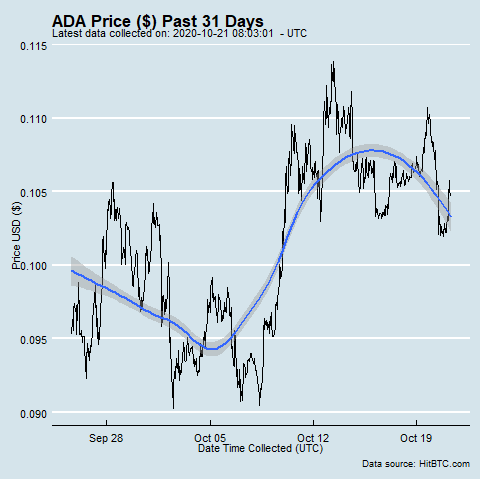 ADA Price ($) Past 31 Days
Latest data collected on: 2020-10-21 08:03:01 - UTC
0.115
0.110
0.105
0.100
0.095
0.090
Price USD ($)
Sep 28 Oct 05 Oct 12 Oct 19
Date Time Collected (UTC)
Data source: HitBTC.com